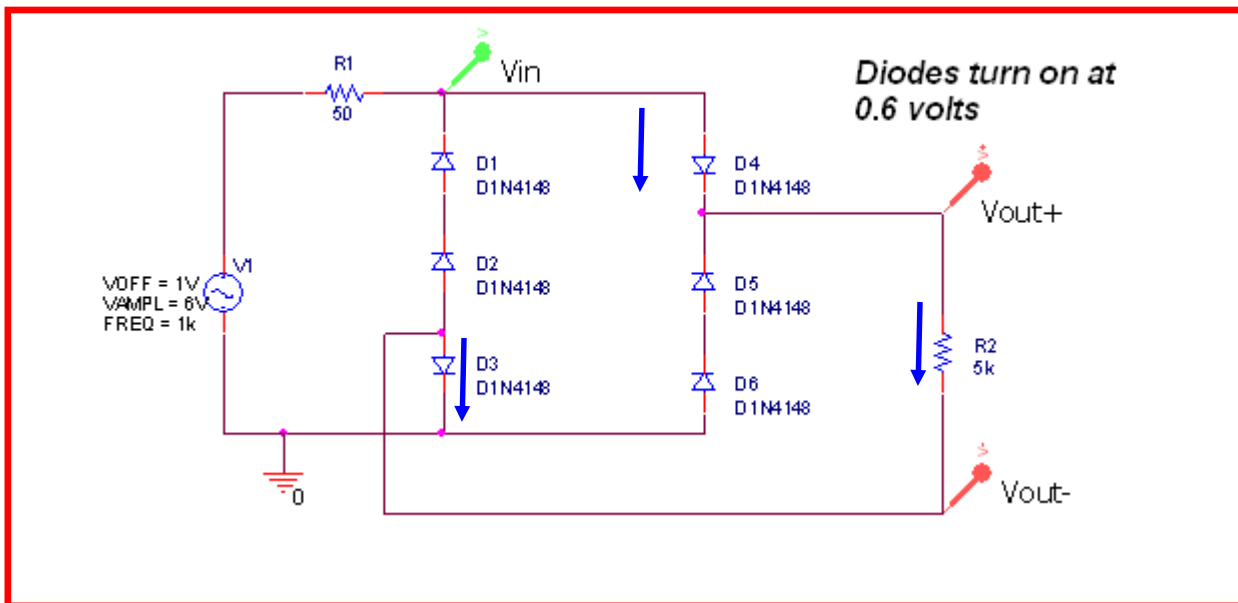 R1
50
Vin
Diodes turn on at
0.6 volts
D1
D1N4148
D4
D1N4148
Vout+
V1
VOFF = 1V
VAMPL = 6V
FREQ = 1k
D2
D1N4148
D5
D1N4148
D3
D1N4148
D6
D1N4148
R2
5k
0
Vout-